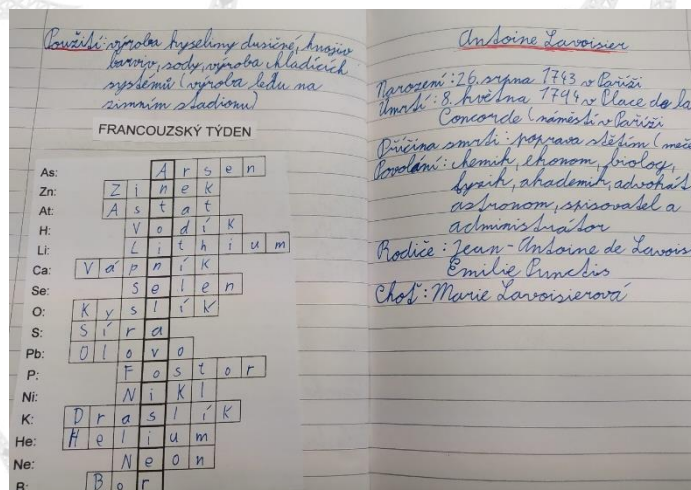 Použití: výroba kyseliny dusičné, hnojiv
barviv, sody, výroba chladících
systémů (výroba ledu na
zimním stadionu)
FRANCOUZSKÝ TÝDEN
As: Arsen
Zn: Zinek
At: Astat
H: Vodík
Li: Lithium
Ca: Vápník
Se: Selen
O: Kyslík
S: Síra
Pb: Olovo
P: Fosfor
Ni: Nikl
K: Draslík
He: Helium
Ne: Neon
B: Bor
Antoine Lavoisier
Narození: 26. srpna 1743 v Paříži
Úmrtí: 8. května 1794 v Place de la
Concorde (náměstí v Paříži
Příčina smrti: poprava stětím (meče
Povolání: chemik, ekonom, biolog,
fyzik, akademik, advokát
astronom, spisovatel a
administrátor
Rodiče: Jean-Antoine de Lavois
Emilie Punctis
Choť: Marie Lavoisierová